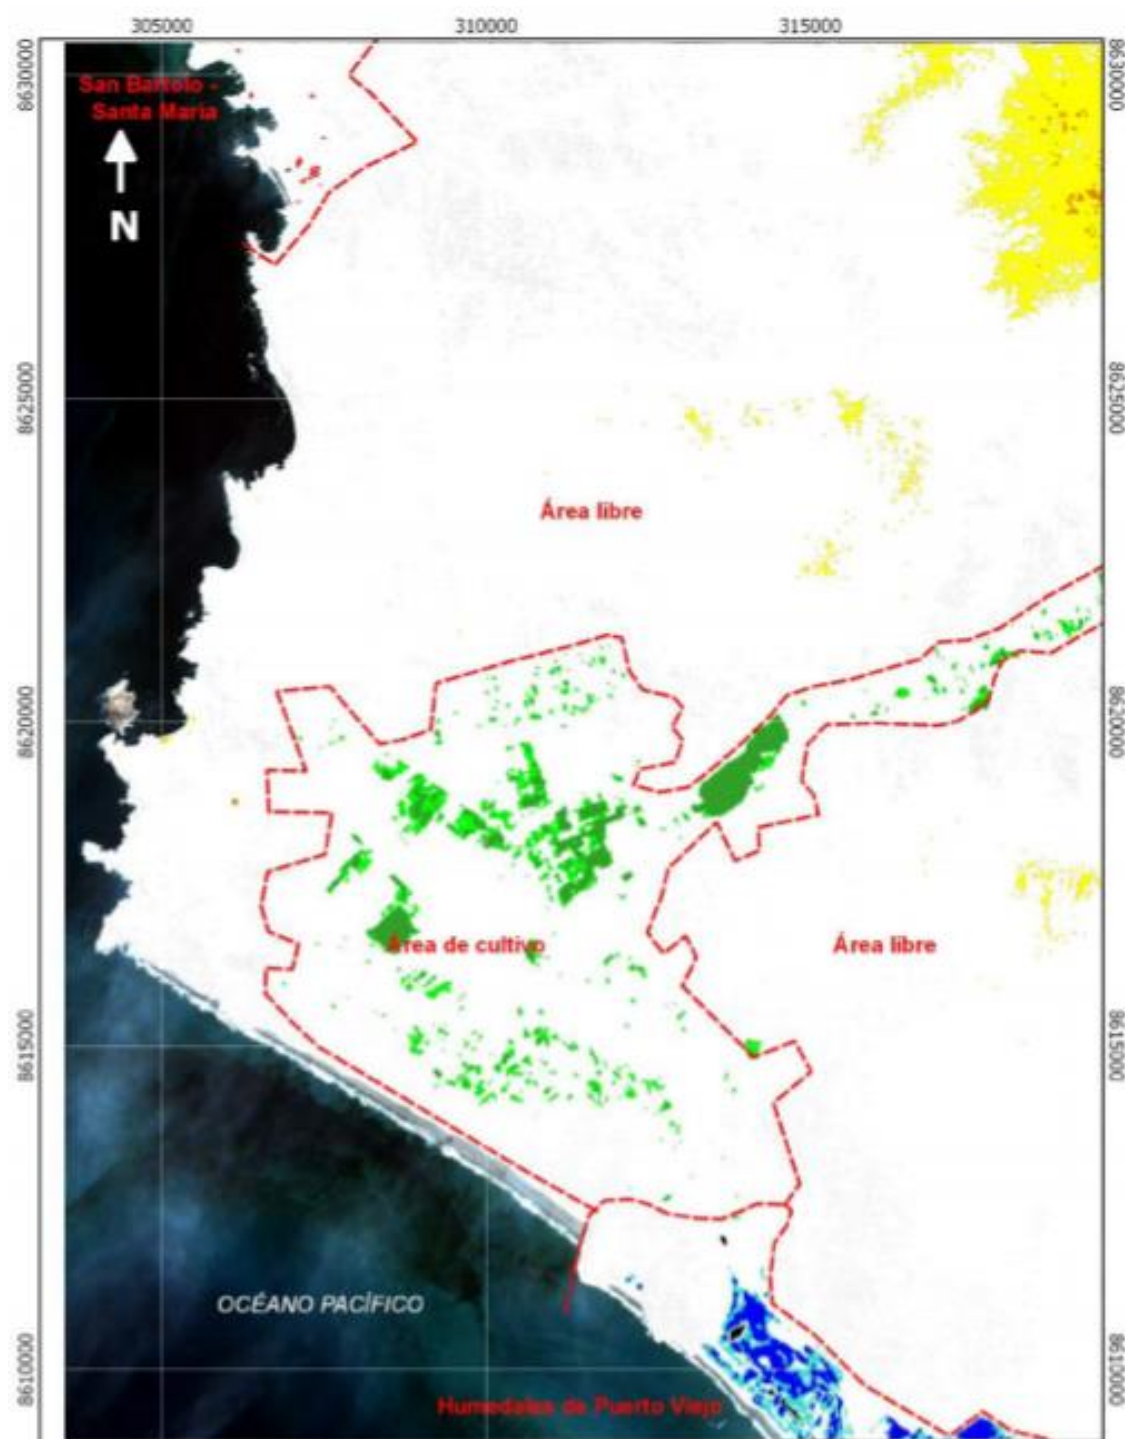 305000 310000 315000
8630000 8630000
San Bartolo -
Santa María
N
8625000 8625000
Área libre
8620000 8620000
Área de cultivo Área libre
8615000 8615000
OCÉANO PACÍFICO
8610000 8610000
Humedales de Puerto Viejo